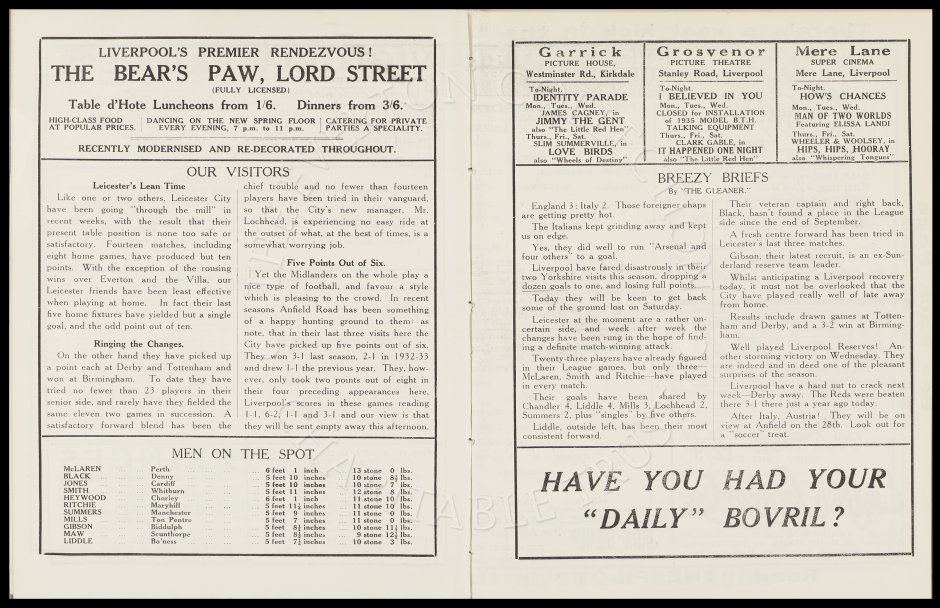 LIVERPOOL'S PREMIER RENDEZVOUS!
THE BEAR'S PAW, LORD STREET
(FULLY LICENSED)
Table d'Hote Luncheons from 1/6. Dinners from 3/6.
HIGH-CLASS FOOD
AT POPULAR PRICES.
DANCING ON THE NEW SPRING FLOOR
EVERY EVENING, 7 p.m. to 11 p.m.
CATERING FOR PRIVATE
PARTIES A SPECIALITY.
RECENTLY MODERNISED AND RE-DECORATED THROUGHOUT.
OUR VISITORS
Leicester's Lean Time
Like one or two others, Leicester City
have been going "through the mill" in
recent weeks, with the result that their
present table position is none too safe or
satisfactory. Fourteen matches, including
eight home games, have produced but ten
points. With the exception of the rousing
wins over Everton and the Villa, our
Leicester friends have been least effective
when playing at home. In fact their last
five home fixtures have yielded but a single
goal, and the odd point out of ten.
Ringing the Changes.
On the other hand they have picked up
a point each at Derby and Tottenham and
won at Birmingham. To date they have
tried no fewer than 23 players in their
senior side, and rarely have they fielded the
same eleven two games in succession. A
satisfactory forward blend has been the
chief trouble and no fewer than fourteen
players have been tried in their vanguard,
so that the City's new manager, Mr.
Lochhead, is experiencing no easy ride at
the outset of what, at the best of times, is a
somewhat worrying job.
Five Points Out of Six.
Yet the Midlanders on the whole play a
nice type of football, and favour a style
which is pleasing to the crowd. In recent
seasons Anfield Road has been something
of a happy hunting ground to them: as
note, that in their last three visits here the
City have picked up five points out of six.
They won 3-1 last season, 2-1 in 1932-33
and drew 1-1 the previous year. They, how-
ever, only took two points out of eight in
their four preceding appearances here,
Liverpool's scores in these games reading
1-1, 6-2, 1-1 and 3-1 and our view is that
they will be sent empty away this afternoon.
MEN ON THE SPOT
McLAREN Perth 6 feet 1 inch 13 stone 0 lbs.
BLACK Denny 5 feet 10 inches 10 stone 8½ lbs.
JONES Cardiff 5 feet 10 inches 10 stone 7 lbs.
SMITH Whitburn 5 feet 11 inches 12 stone 8 lbs.
HEYWOOD Chorley 6 feet 1 inch 11 stone 10 lbs.
RITCHIE Maryhill 5 feet 11½ inches 11 stone 10 lbs.
SUMMERS Manchester 5 feet 9 inches 11 stone 0 lbs.
MILLS Ton Pentre 5 feet 7 inches 11 stone 0 lbs.
GIBSON Biddulph 5 feet 8½ inches 10 stone 11½ lbs.
MAW Scunthorpe 5 feet 8½ inches 9 stone 12½ lbs.
LIDDLE Bo'ness 5 feet 7½ inches 10 stone 3 lbs.
Garrick
PICTURE HOUSE,
Westminster Rd., Kirkdale
To-Night.
IDENTITY PARADE
Mon., Tues., Wed.
JAMES CAGNEY, in
JIMMY THE GENT
also "The Little Red Hen"
Thurs., Fri., Sat.
SLIM SUMMERVILLE, in
LOVE BIRDS
also "Wheels of Destiny"
Grosvenor
PICTURE THEATRE
Stanley Road, Liverpool
To-Night.
I BELIEVED IN YOU
Mon., Tues., Wed.
CLOSED for INSTALLATION
of 1935 MODEL B.T.H.
TALKING EQUIPMENT
Thurs., Fri., Sat.
CLARK GABLE, in
IT HAPPENED ONE NIGHT
also "The Little Red Hen"
Mere Lane
SUPER CINEMA
Mere Lane, Liverpool
To-Night.
HOW'S CHANCES
Mon., Tues., Wed.
MAN OF TWO WORLDS
Featuring ELISSA LANDI
Thurs., Fri., Sat.
WHEELER & WOOLSEY, in
HIPS, HIPS, HOORAY
also "Whispering Tongues"
BREEZY BRIEFS
By "THE GLEANER."
England 3; Italy 2. Those foreigner chaps
are getting pretty hot.
The Italians kept grinding away and kept
us on edge.
Yes, they did well to run "Arsenal and
four others" to a goal.
Liverpool have fared disastrously in their
two Yorkshire visits this season, dropping a
dozen goals to one, and losing full points.
Today they will be keen to get back
some of the ground lost on Saturday.
Leicester at the moment are a rather un-
certain side, and week after week the
changes have been rung in the hope of find-
ing a definite match-winning attack.
Twenty-three players have already figured
in their League games, but only three—
McLaren, Smith and Ritchie—have played
in every match.
Their goals have been shared by
Chandler 4, Liddle 4, Mills 3, Lochhead 2,
Summers 2, plus "singles" by five others.
Liddle, outside left, has been their most
consistent forward.
Their veteran captain and right back,
Black, hasn't found a place in the League
side since the end of September.
A fresh centre forward has been tried in
Leicester's last three matches.
Gibson, their latest recruit, is an ex-Sun-
derland reserve team leader.
Whilst anticipating a Liverpool recovery
today, it must not be overlooked that the
City have played really well of late away
from home.
Results include drawn games at Totten-
ham and Derby, and a 3-2 win at Birming-
ham.
Well played Liverpool Reserves! An-
other storming victory on Wednesday. They
are indeed and in deed one of the pleasant
surprises of the season.
Liverpool have a hard nut to crack next
week—Derby away. The Reds were beaten
there 3-1 there just a year ago today.
After Italy, Austria! They will be on
view at Anfield on the 28th. Look out for
a "soccer" treat.
HAVE YOU HAD YOUR
"DAILY" BOVRIL?